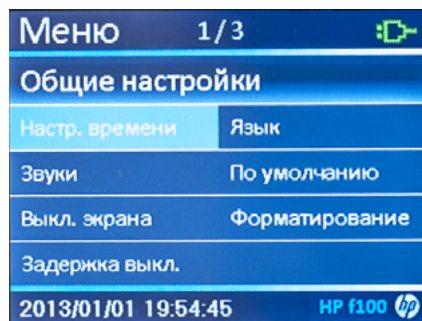 Меню 1/3
Общие настройки
Настр. времени Язык
Звуки По умолчанию
Выкл. экрана Форматирование
Задержка выкл.
2013/01/01 19:54:45 HP f100 hp